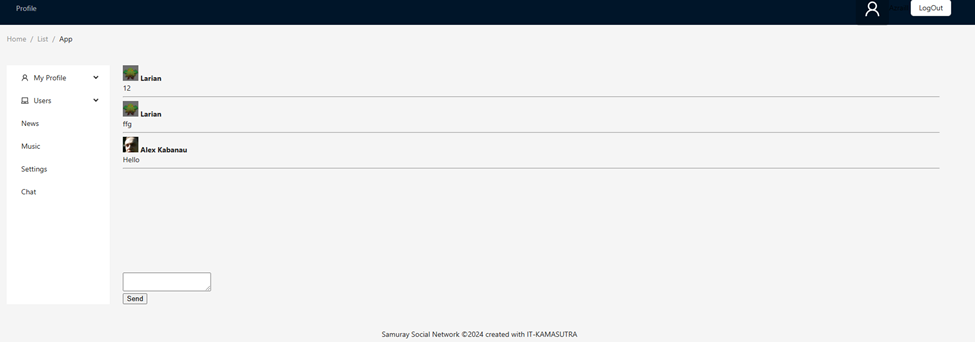 Profile
LogOut
Home / List / App
My Profile
Users
News
Music
Settings
Chat
Larian
12
Larian
ffg
Alex Kabanau
Hello
Send
Samuray Social Network ©2024 created with IT-KAMASUTRA